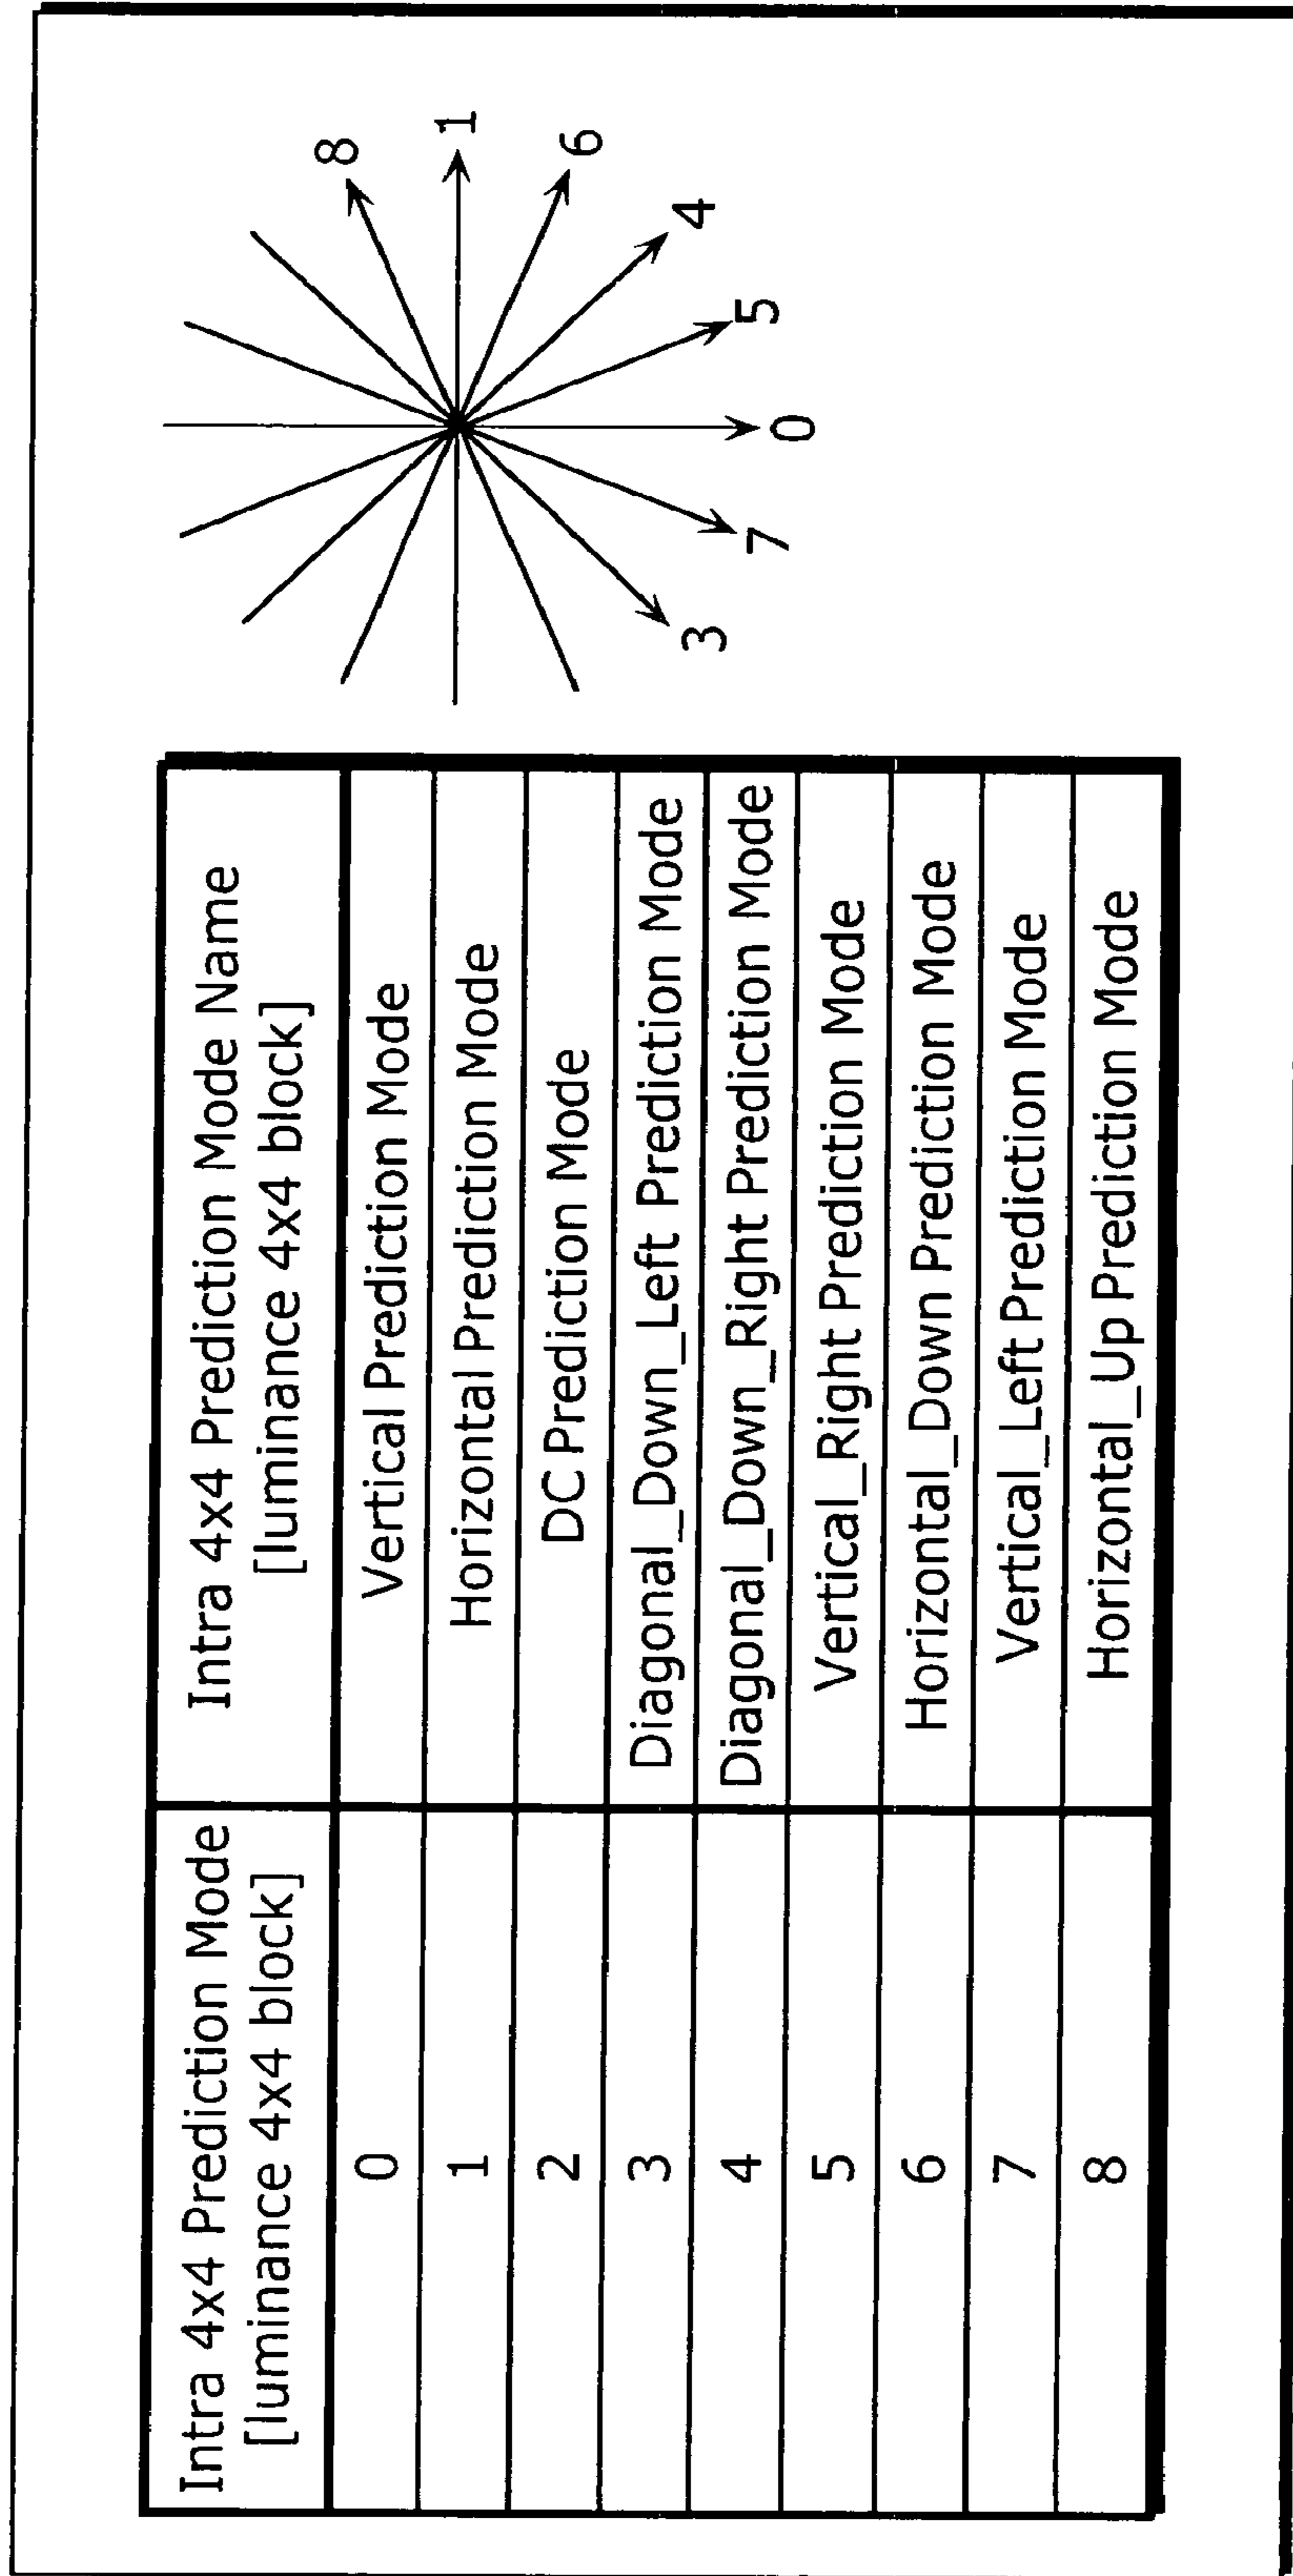 Intra 4x4 Prediction Mode
[luminance 4x4 block]
Intra 4x4 Prediction Mode Name
[luminance 4x4 block]
0
Vertical Prediction Mode
1
Horizontal Prediction Mode
2
DC Prediction Mode
3
Diagonal_Down_Left Prediction Mode
4
Diagonal_Down_Right Prediction Mode
5
Vertical_Right Prediction Mode
6
Horizontal_Down Prediction Mode
7
Vertical_Left Prediction Mode
8
Horizontal_Up Prediction Mode
8
1
6
4
5
0
7
3